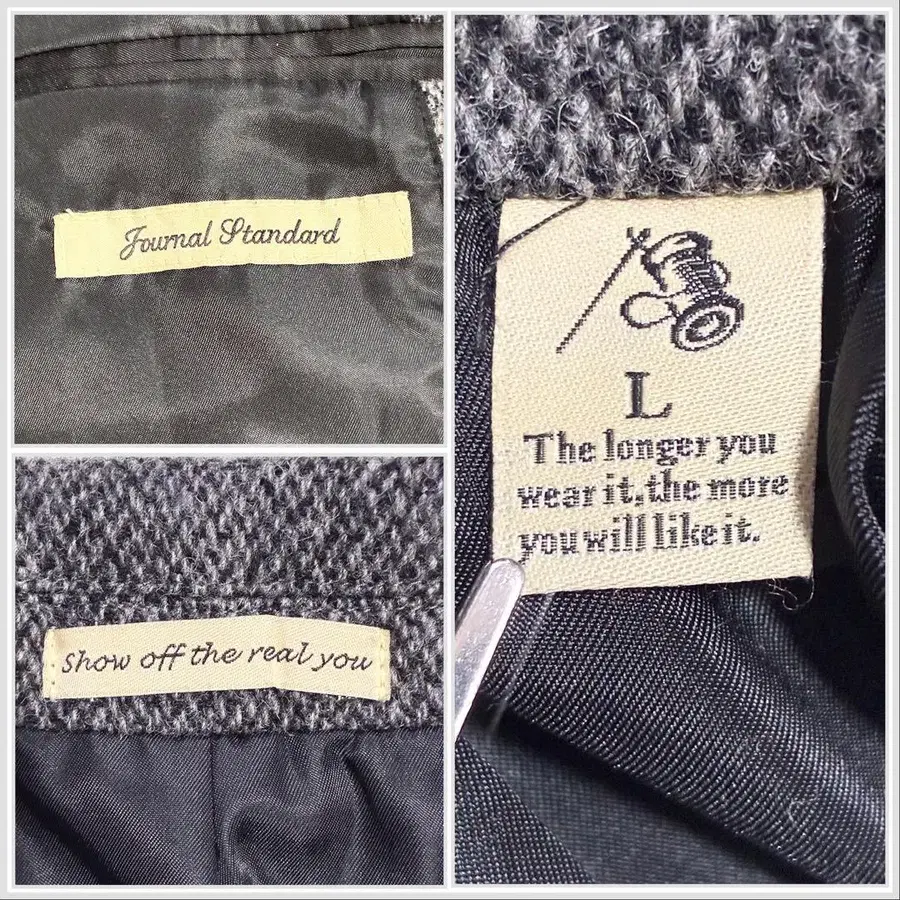 Journal Standard
show off the real you
L
The longer you
wear it,the more
you will like it.